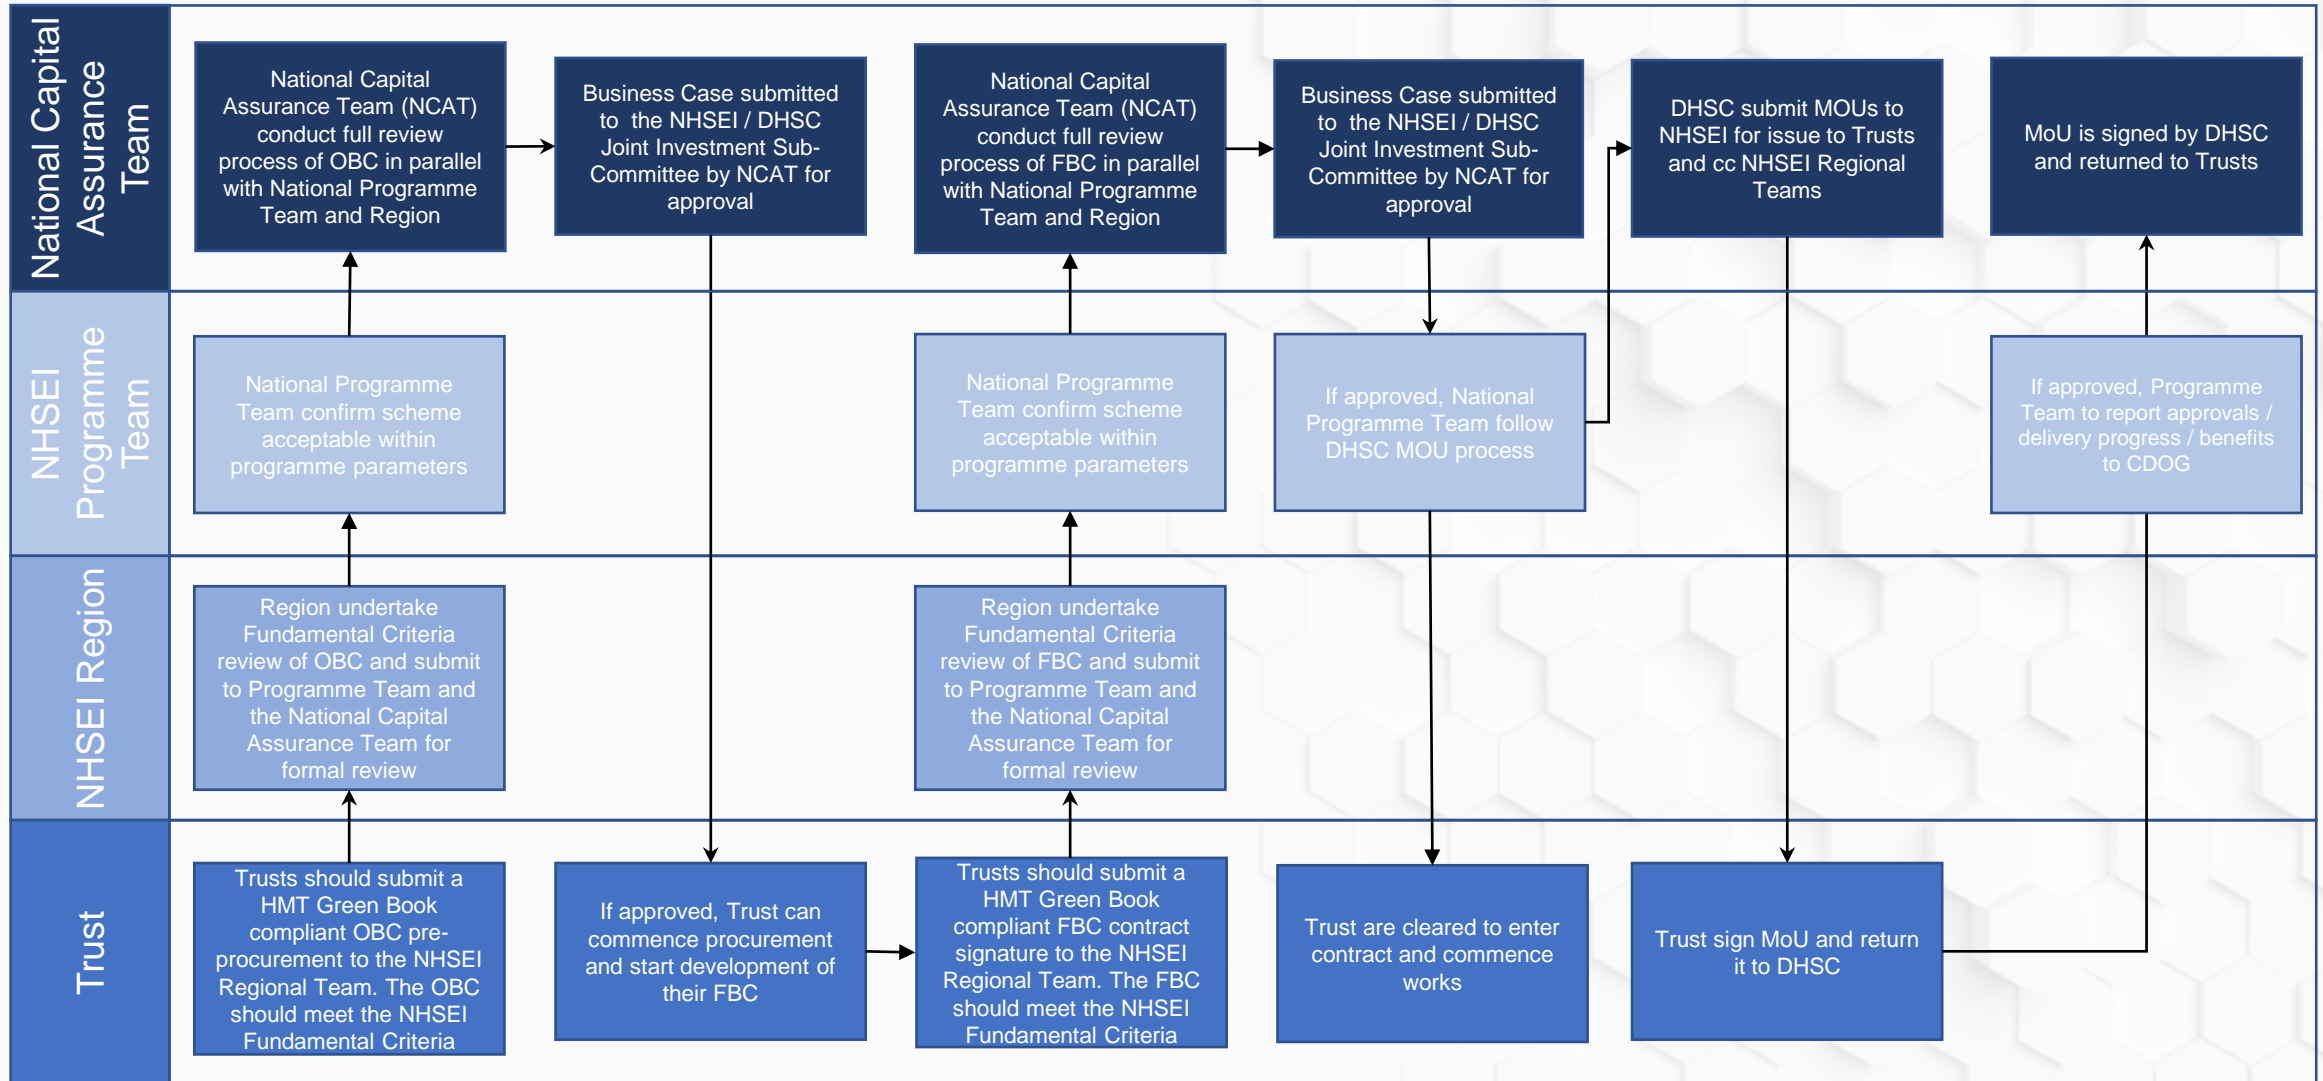 National Capital
Assurance
Team
National Capital
Assurance Team (NCAT)
conduct full review
process of OBC in parallel
with National Programme
Team and Region
Business Case submitted
to the NHSEI / DHSC
Joint Investment Sub-
Committee by NCAT for
approval
National Capital
Assurance Team (NCAT)
conduct full review
process of FBC in parallel
with National Programme
Team and Region
Business Case submitted
to the NHSEI / DHSC
Joint Investment Sub-
Committee by NCAT for
approval
DHSC submit MOUs to
NHSEI for issue to Trusts
and cc NHSEI Regional
Teams
MoU is signed by DHSC
and returned to Trusts
NHSEI
Programme
Team
National Programme
Team confirm scheme
acceptable within
programme parameters
National Programme
Team confirm scheme
acceptable within
programme parameters
If approved, National
Programme Team follow
DHSC MOU process
If approved, Programme
Team to report approvals /
delivery progress / benefits
to CDOG
NHSEI Region
Region undertake
Fundamental Criteria
review of OBC and submit
to Programme Team and
the National Capital
Assurance Team for
formal review
Region undertake
Fundamental Criteria
review of FBC and submit
to Programme Team and
the National Capital
Assurance Team for
formal review
Trust
Trusts should submit a
HMT Green Book
compliant OBC pre-
procurement to the NHSEI
Regional Team. The OBC
should meet the NHSEI
Fundamental Criteria
If approved, Trust can
commence procurement
and start development of
their FBC
Trusts should submit a
HMT Green Book
compliant FBC contract
signature to the NHSEI
Regional Team. The FBC
should meet the NHSEI
Fundamental Criteria
Trust are cleared to enter
contract and commence
works
Trust sign MoU and return
it to DHSC